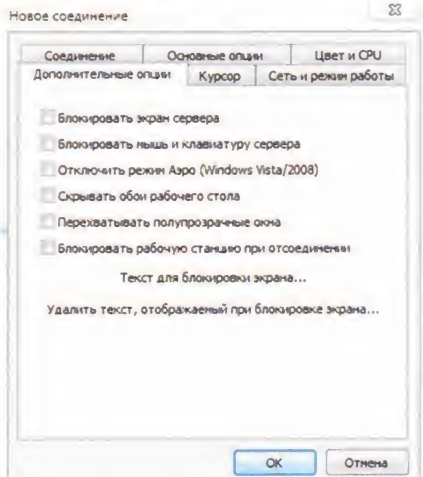 Новое соединение
Соединение Основные опции Цвет и CPU
Дополнительные опции Курсор Сеть и режим работы
Блокировать экран сервера
Блокировать мышь и клавиатуру сервера
Отключить режим Аэро (Windows Vista/2008)
Скрывать обои рабочего стола
Перехватывать полупрозрачные окна
Блокировать рабочую станцию при отсоединении
Текст для блокировки экрана...
Удалить текст, отображаемый при блокировке экрана...
OK Отмена